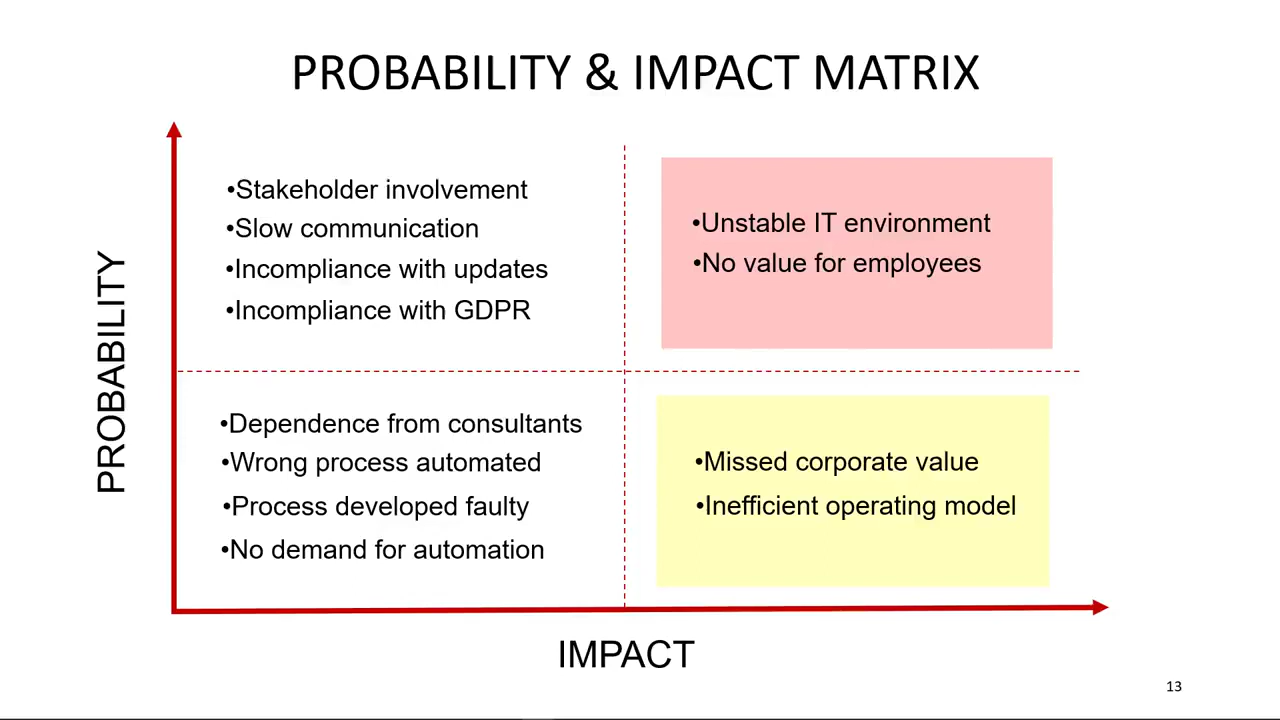 PROBABILITY & IMPACT MATRIX
PROBABILITY
•Stakeholder involvement
•Slow communication
•Incompliance with updates
•Incompliance with GDPR
•Unstable IT environment
•No value for employees
•Dependence from consultants
•Wrong process automated
•Process developed faulty
•No demand for automation
•Missed corporate value
•Inefficient operating model
IMPACT
13